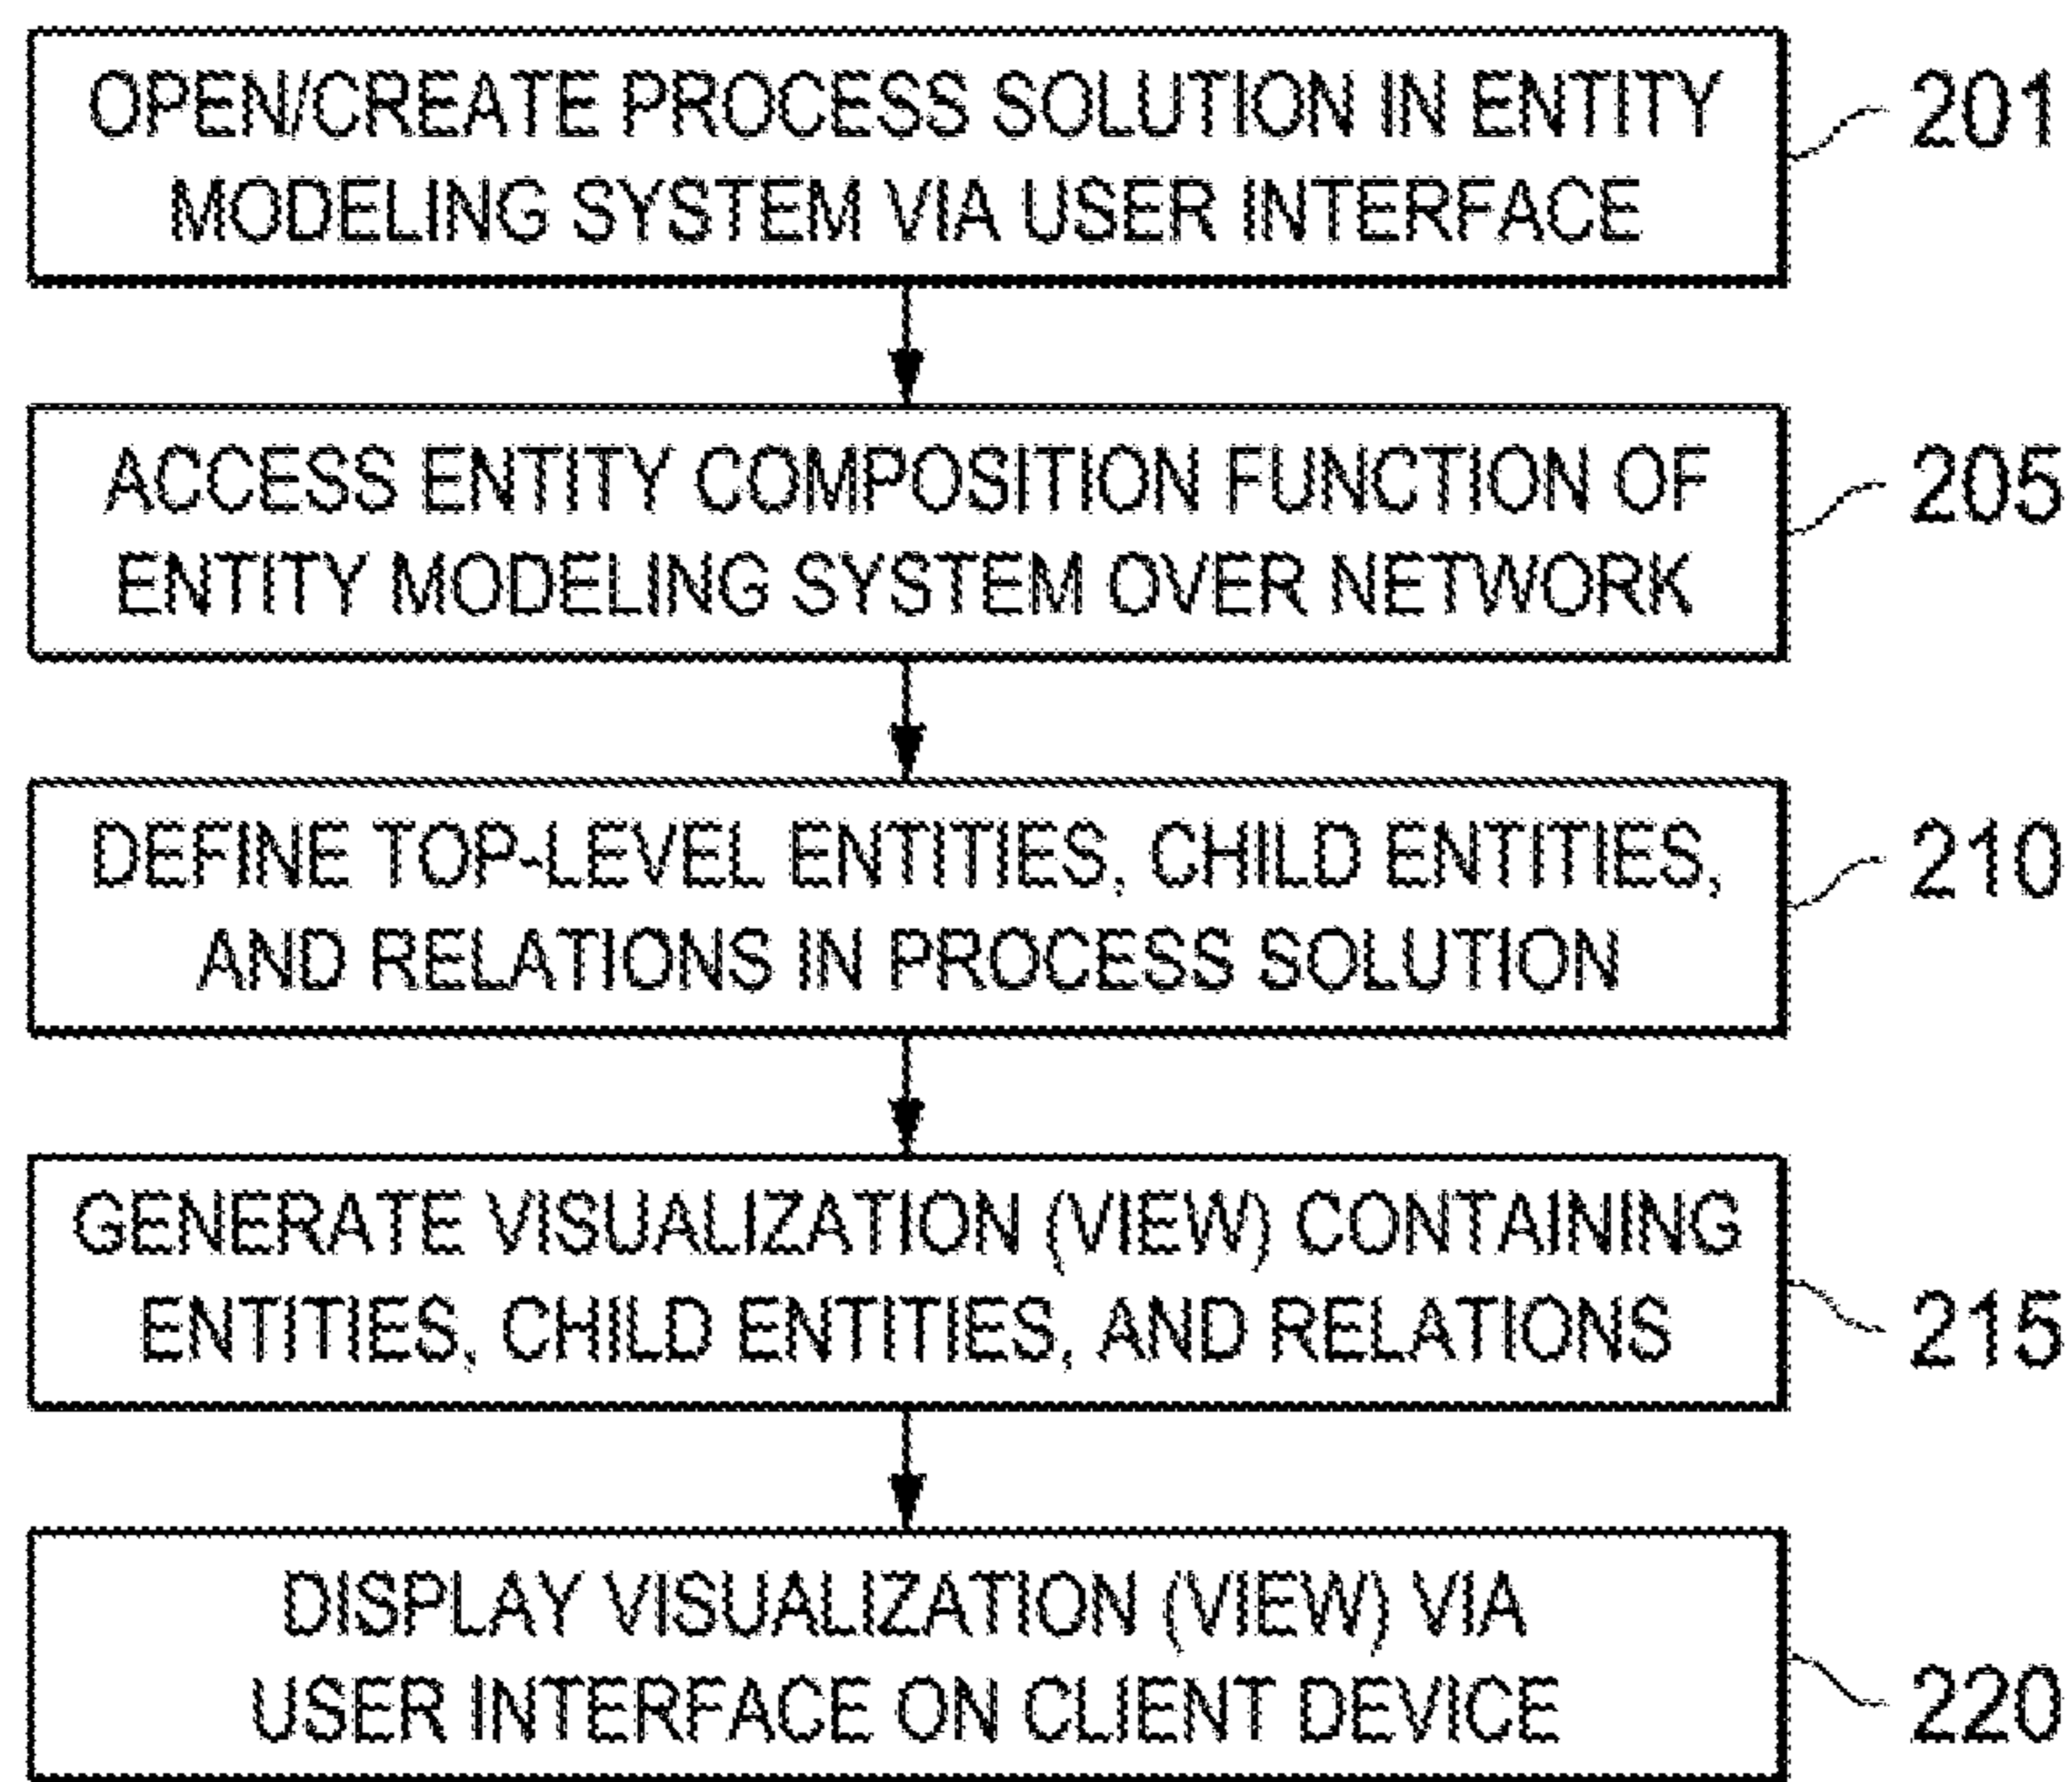 OPEN/CREATE PROCESS SOLUTION IN ENTITY
MODELING SYSTEM VIA USER INTERFACE
201
ACCESS ENTITY COMPOSITION FUNCTION OF
ENTITY MODELING SYSTEM OVER NETWORK
205
DEFINE TOP-LEVEL ENTITIES, CHILD ENTITIES,
AND RELATIONS IN PROCESS SOLUTION
210
GENERATE VISUALIZATION (VIEW) CONTAINING
ENTITIES, CHILD ENTITIES, AND RELATIONS
215
DISPLAY VISUALIZATION (VIEW) VIA
USER INTERFACE ON CLIENT DEVICE
220